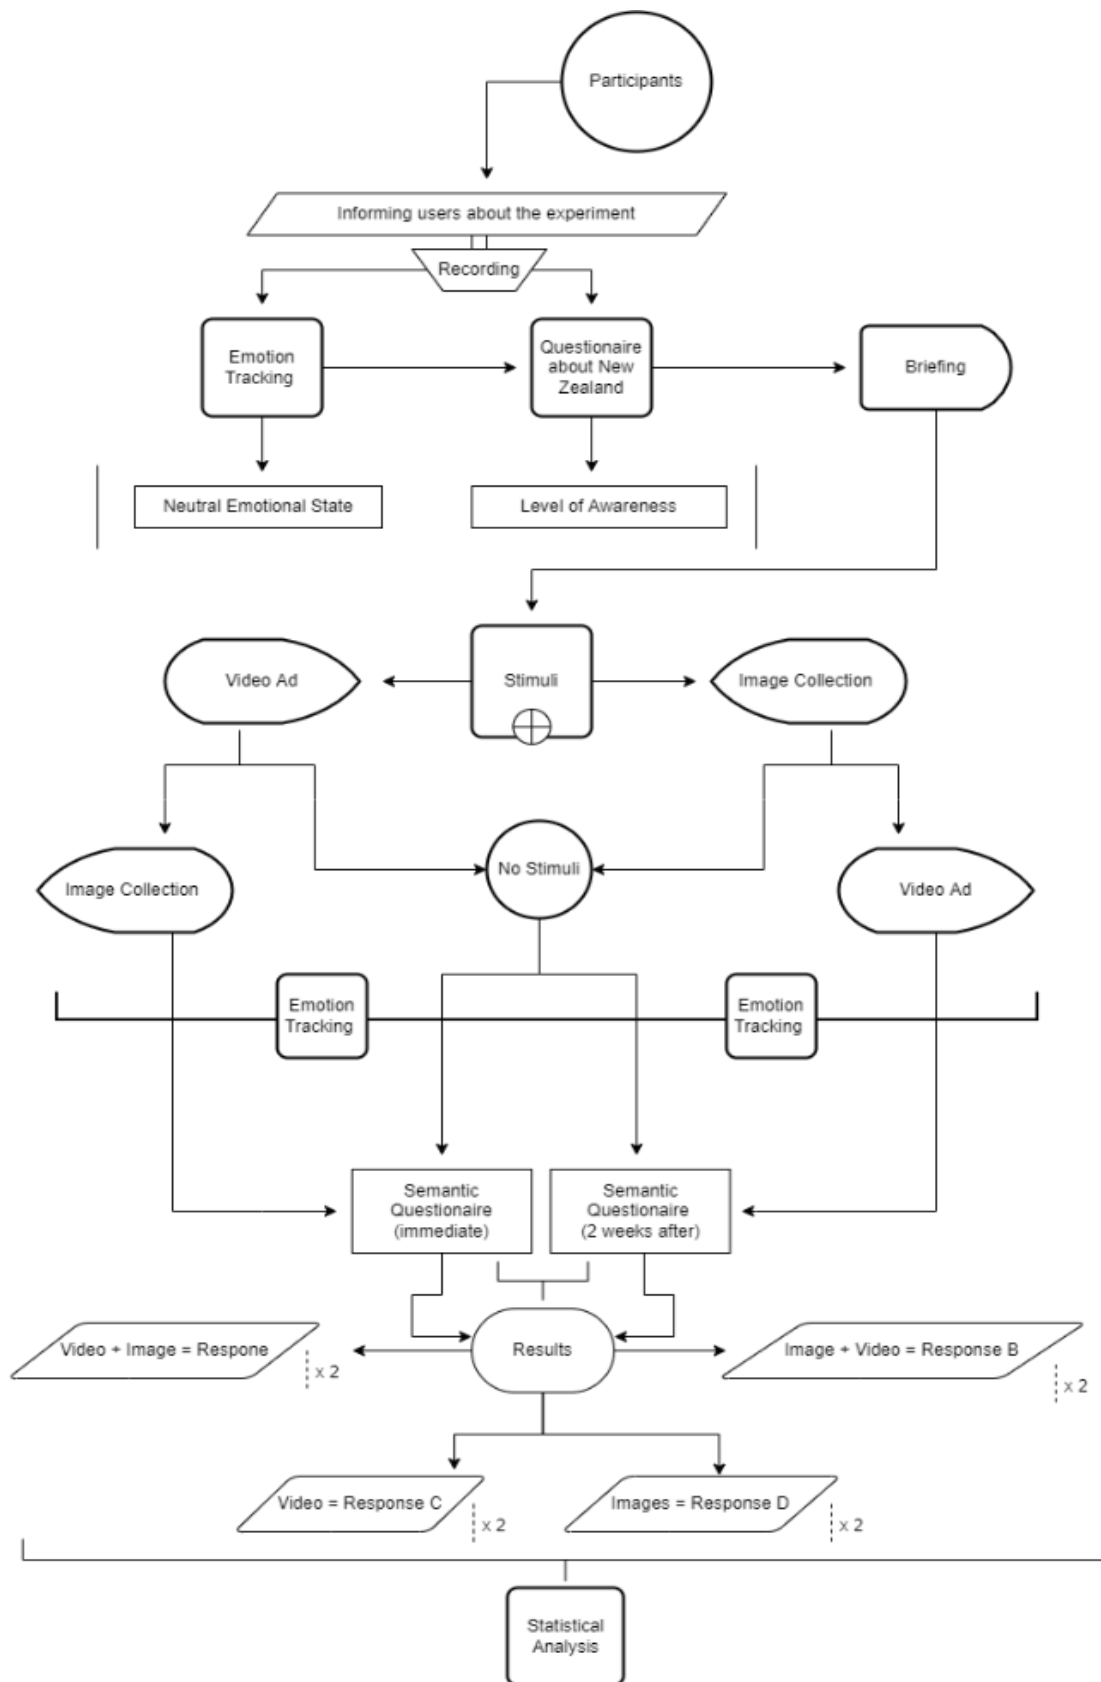 Participants
Informing users about the experiment
Recording
Emotion
Tracking
Questionaire
about New
Zealand
Briefing
Neutral Emotional State
Level of Awareness
Video Ad
Stimuli
Image Collection
Image Collection
No Stimuli
Video Ad
Emotion
Tracking
Emotion
Tracking
Semantic
Questionaire
(immediate)
Semantic
Questionaire
(2 weeks after)
Video + Image = Respone
x 2
Results
Image + Video = Response B
x 2
Video = Response C
x 2
Images = Response D
x 2
Statistical
Analysis